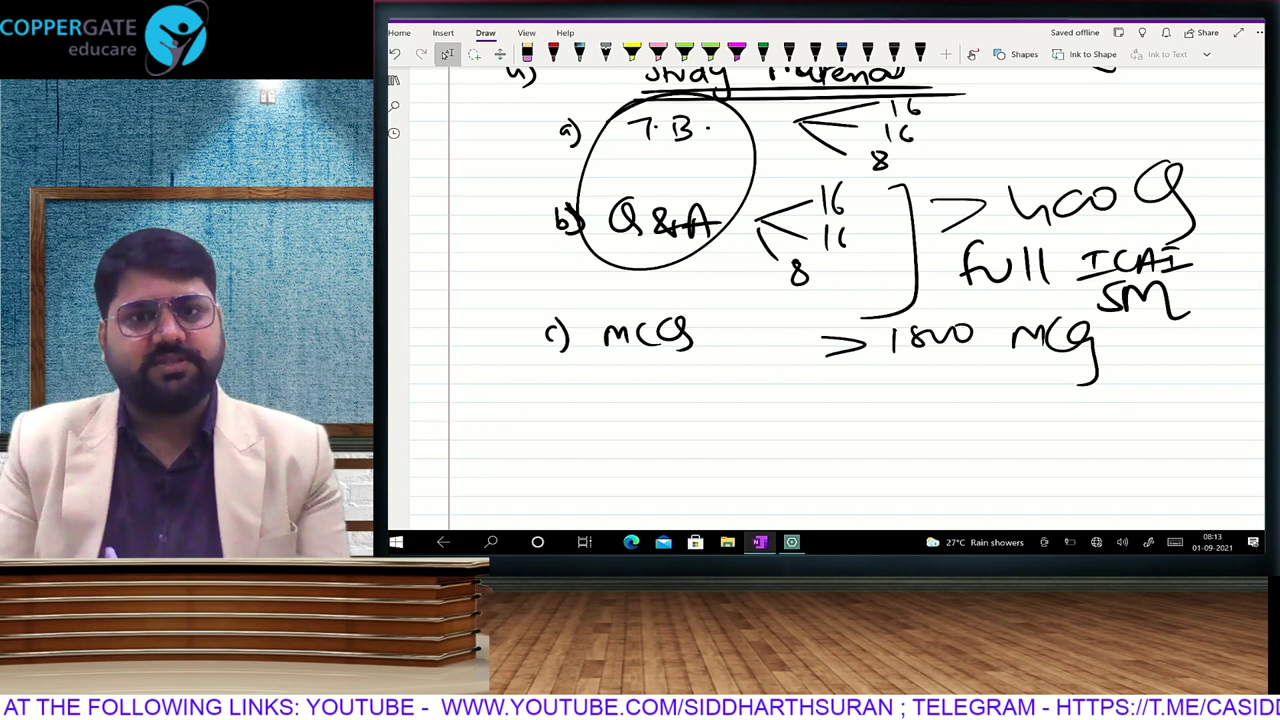 COPPERGATE
educare
Home Insert Draw View Help
Saved offline
Share
Shapes
Ink to Shape
Ink to Text
Study Material
a) T. B.
16
16
8
b) Q & A
16
16
8
> 400 Q
full ICAI
SM
c) MCQ > 1800 MCQ
27°C Rain showers
08:13
01-09-2021
AT THE FOLLOWING LINKS: YOUTUBE - WWW.YOUTUBE.COM/SIDDHARTHSURAN ; TELEGRAM - HTTPS://T.ME/CASIDD